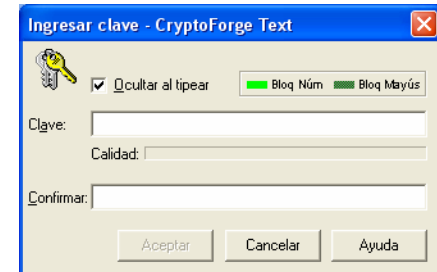 Ingresar clave - CryptoForge Text
Ocultar al tipear
Bloq Núm
Bloq Mayús
Clave:
Calidad:
Confirmar:
Aceptar
Cancelar
Ayuda